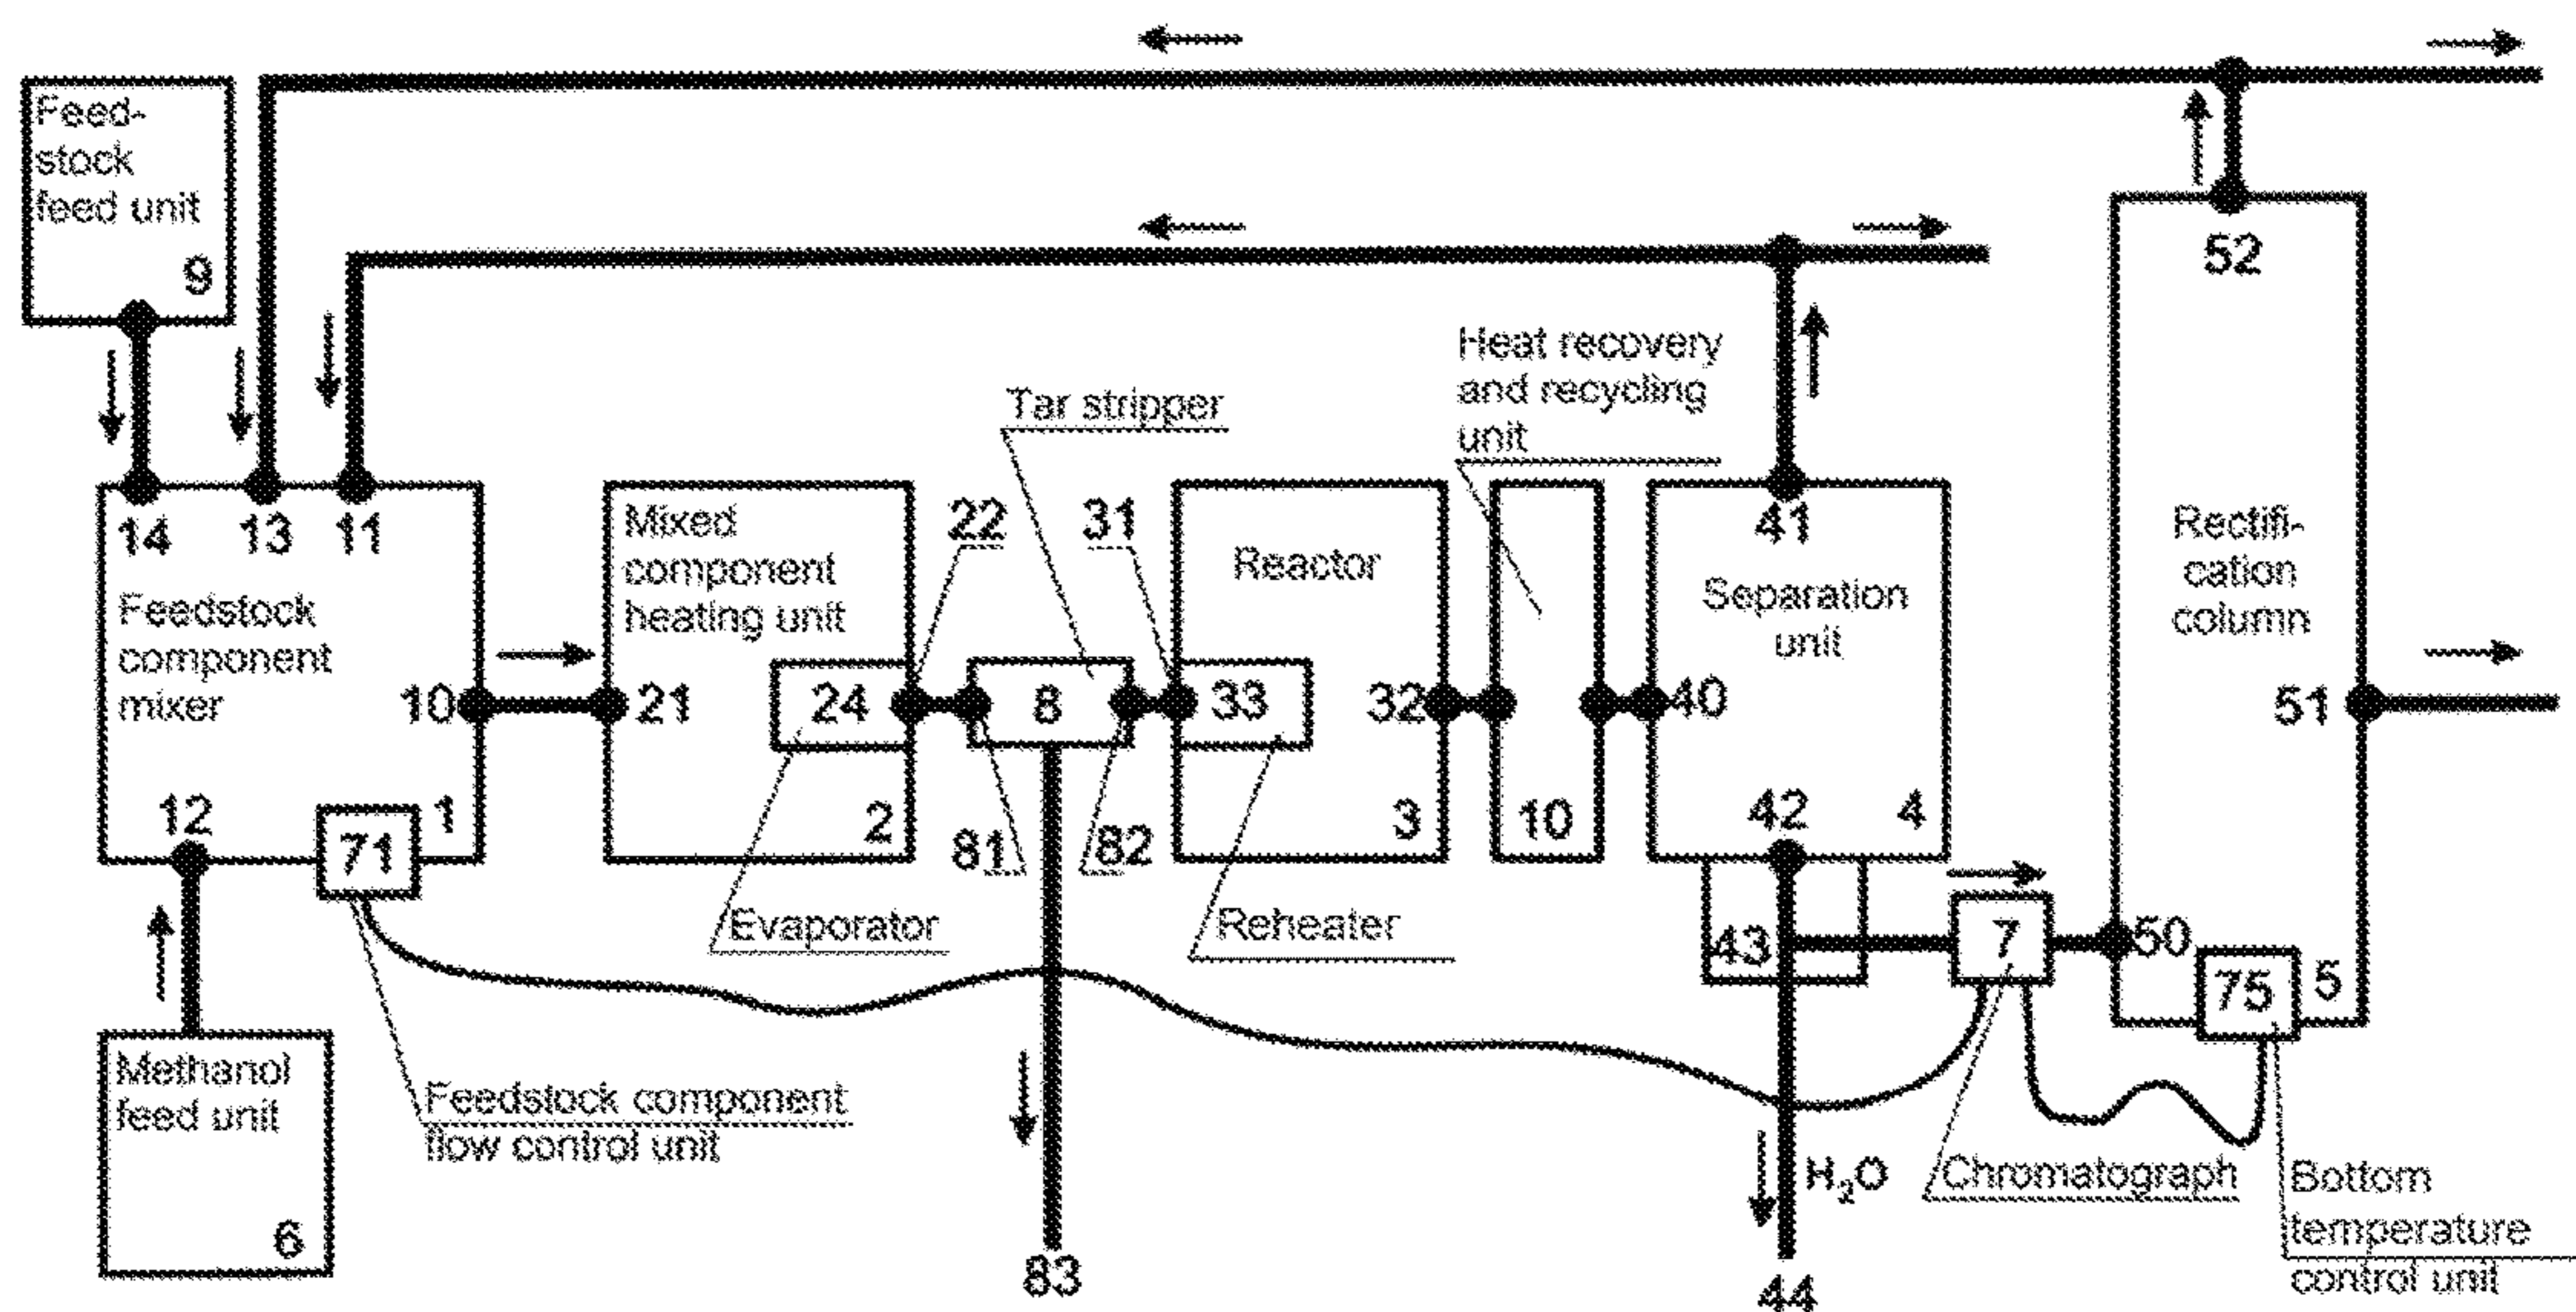 Feed-
stock
feed unit
9
52
Heat recovery
and recycling
unit
Tar stripper
14
13
11
Feedstock
component
mixer
10
12
71
1
Mixed
component
heating unit
21
24
2
22
8
81
82
31
Reactor
33
32
3
10
41
Separation
unit
40
42
4
43
Rectifi-
cation
column
51
50
7
75
5
Evaporator
Reheater
Methanol
feed unit
6
Feedstock component
flow control unit
83
H₂O
44
Chromatograph
Bottom
temperature
control unit